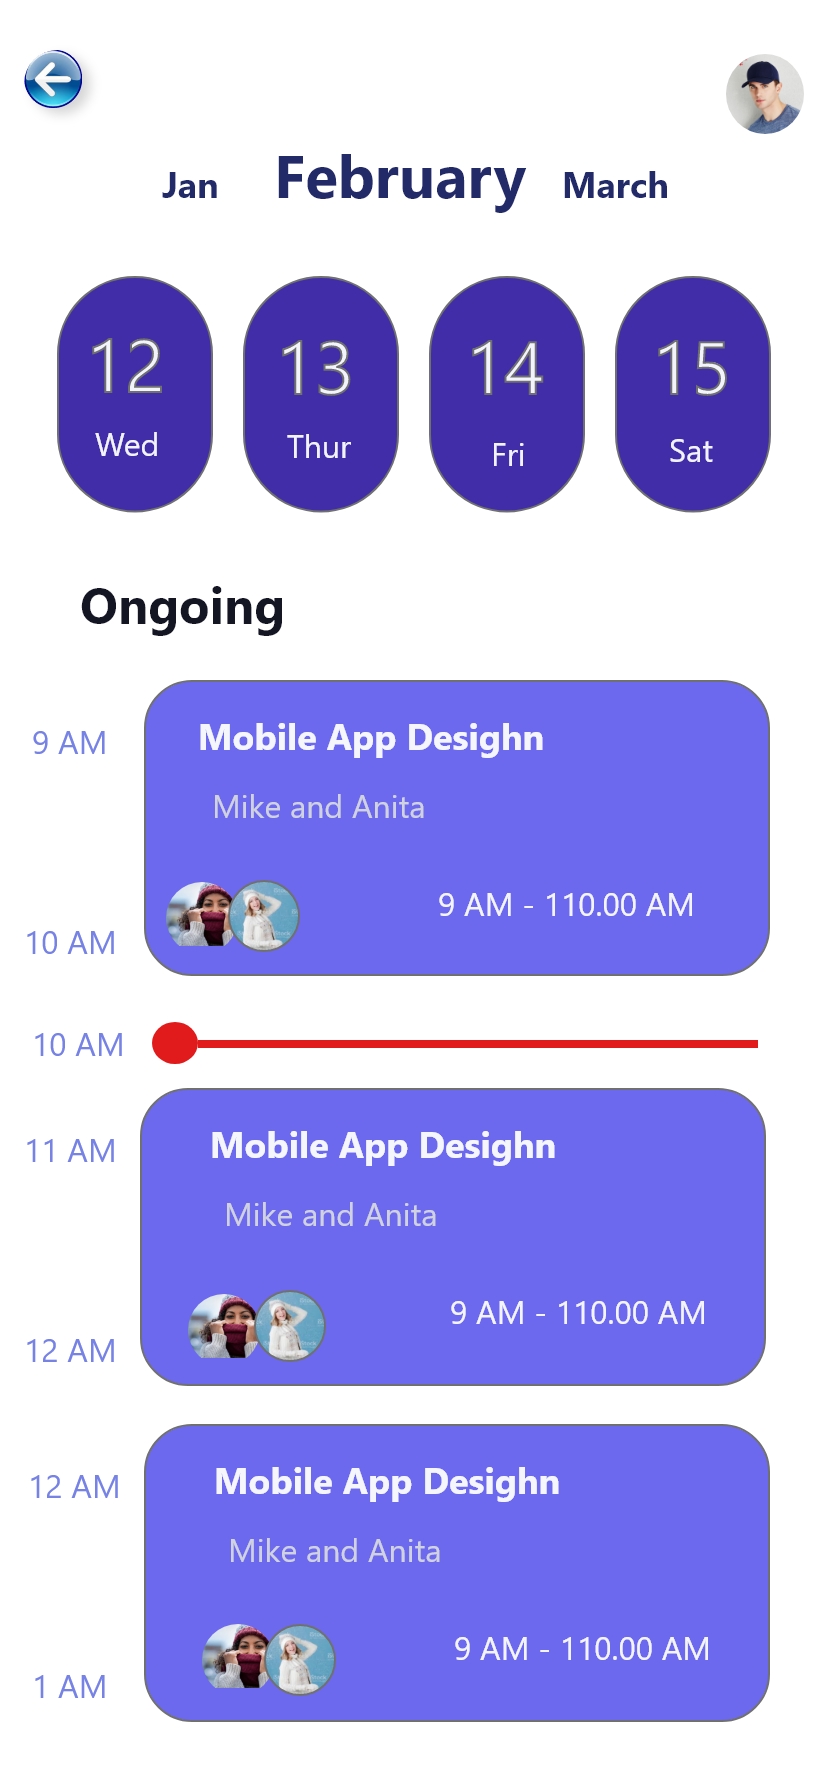 Jan February March
12 13 14 15
Wed Thur Fri Sat
Ongoing
9 AM
Mobile App Desighn
Mike and Anita
9 AM - 110.00 AM
10 AM
10 AM
11 AM
Mobile App Desighn
Mike and Anita
9 AM - 110.00 AM
12 AM
12 AM
Mobile App Desighn
Mike and Anita
9 AM - 110.00 AM
1 AM